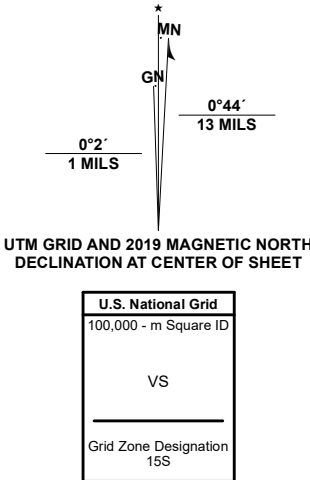 ★
MN
GN
0°44´
13 MILS
0°2´
1 MILS
UTM GRID AND 2019 MAGNETIC NORTH
DECLINATION AT CENTER OF SHEET
U.S. National Grid
100,000 - m Square ID
VS
Grid Zone Designation
15S